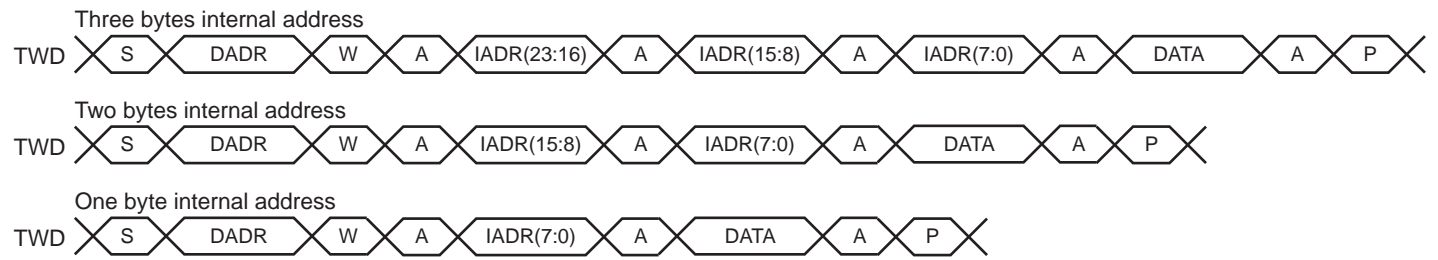 Three bytes internal address
TWD S DADR W A IADR(23:16) A IADR(15:8) A IADR(7:0) A DATA A P
Two bytes internal address
TWD S DADR W A IADR(15:8) A IADR(7:0) A DATA A P
One byte internal address
TWD S DADR W A IADR(7:0) A DATA A P